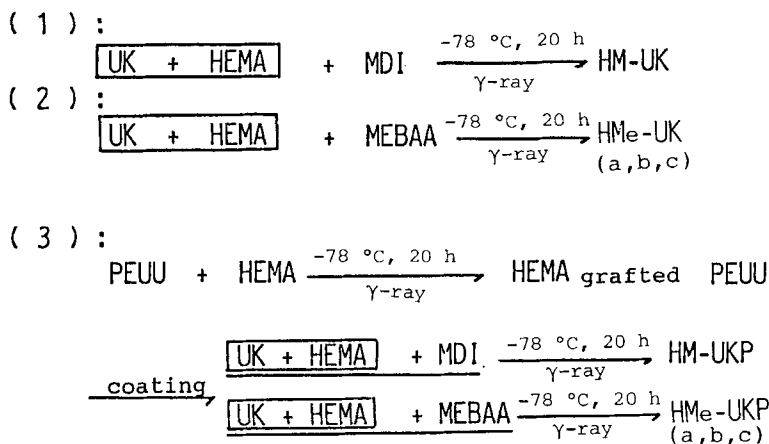 ( 1 ) :
-78 °C, 20 h
UK + HEMA + MDI → HM-UK
γ-ray
( 2 ) :
-78 °C, 20 h
UK + HEMA + MEBAA → HMe-UK
γ-ray
(a,b,c)
( 3 ) :
-78 °C, 20 h
PEUU + HEMA → HEMA grafted PEUU
γ-ray
-78 °C, 20 h
UK + HEMA + MDI → HM-UKP
γ-ray
coating
-78 °C, 20 h
UK + HEMA + MEBAA → HMe-UKP
γ-ray
(a,b,c)